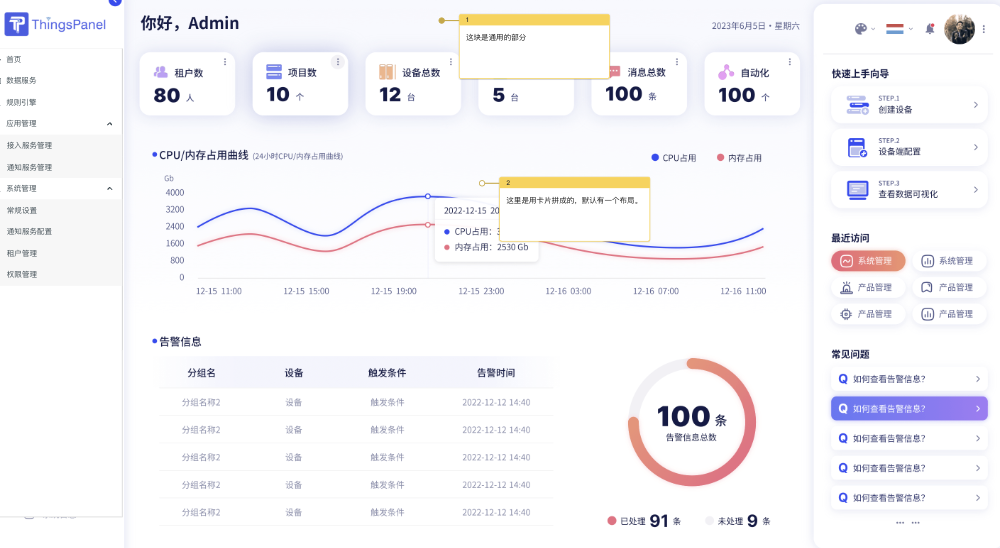 ThingsPanel
首页
数据服务
规则引擎
应用管理
接入服务管理
通知服务管理
系统管理
常规设置
通知服务配置
租户管理
权限管理
你好，Admin
2023年6月5日·星期六
1
这块是通用的部分
租户数
80 人
项目数
10 个
设备总数
12 台
5 台
消息总数
100 条
自动化
100 个
CPU/内存占用曲线 (24小时CPU/内存占用曲线)
CPU占用
内存占用
Gb
4000
3200
2400
1600
800
0
12-15 11:00
12-15 15:00
12-15 19:00
12-15 23:00
12-16 03:00
12-16 07:00
12-16 11:00
2022-12-15 20
CPU占用：3
内存占用：2530 Gb
2
这里是用卡片拼成的，默认有一个布局。
告警信息
分组名 设备 触发条件 告警时间
分组名称2 设备 触发条件 2022-12-12 14:40
分组名称2 设备 触发条件 2022-12-12 14:40
分组名称2 设备 触发条件 2022-12-12 14:40
分组名称2 设备 触发条件 2022-12-12 14:40
分组名称2 设备 触发条件 2022-12-12 14:40
100 条
告警信息总数
已处理 91 条
未处理 9 条
快速上手向导
STEP.1
创建设备
STEP.2
设备端配置
STEP.3
查看数据可视化
最近访问
系统管理 系统管理
产品管理 产品管理
产品管理 产品管理
常见问题
Q 如何查看告警信息?
Q 如何查看告警信息?
Q 如何查看告警信息?
Q 如何查看告警信息?
Q 如何查看告警信息?